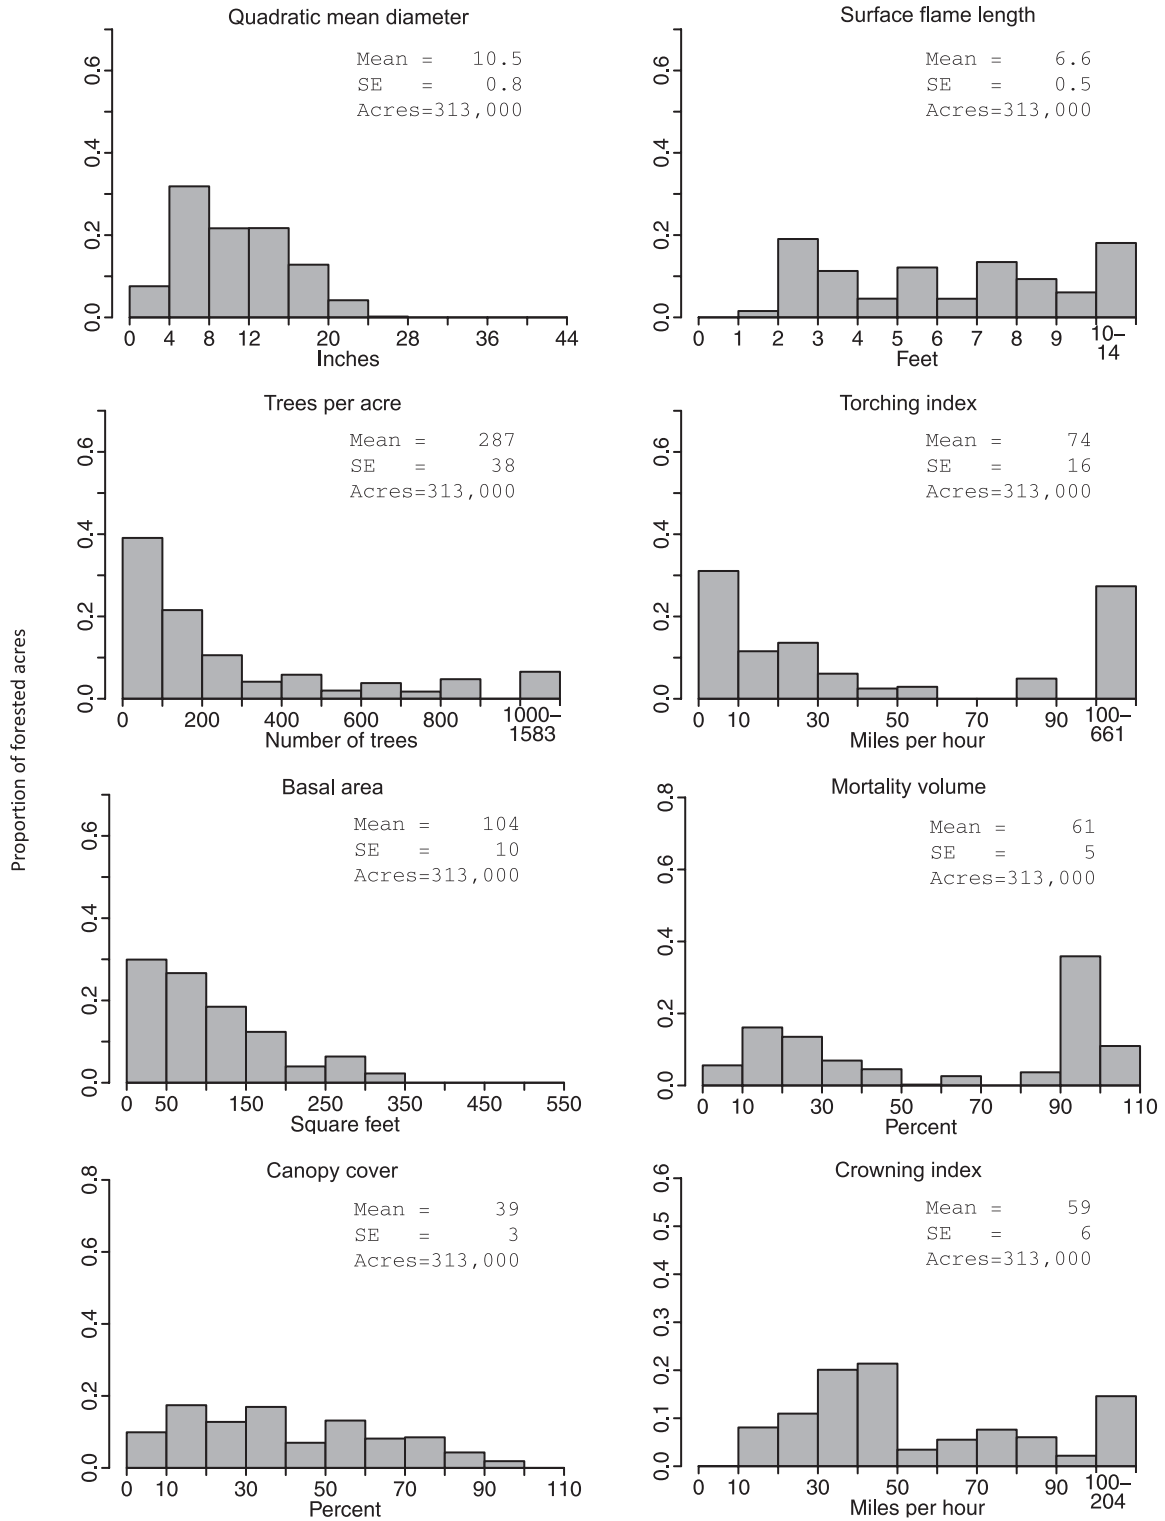 Proportion of forested acres
Quadratic mean diameter
Mean = 10.5
SE = 0.8
Acres=313,000
0.6
0.4
0.2
0.0
0 4 8 12 20 28 36 44
Inches
Surface flame length
Mean = 6.6
SE = 0.5
Acres=313,000
0.6
0.4
0.2
0.0
0 1 2 3 4 5 6 7 8 9 10–
14
Feet
Trees per acre
Mean = 287
SE = 38
Acres=313,000
0.6
0.4
0.2
0.0
0 200 400 600 800 1000–
1583
Number of trees
Torching index
Mean = 74
SE = 16
Acres=313,000
0.6
0.4
0.2
0.0
0 10 30 50 70 90 100–
661
Miles per hour
Basal area
Mean = 104
SE = 10
Acres=313,000
0.6
0.4
0.2
0.0
0 50 150 250 350 450 550
Square feet
Mortality volume
Mean = 61
SE = 5
Acres=313,000
0.8
0.6
0.4
0.2
0.0
0 10 30 50 70 90 110
Percent
Canopy cover
Mean = 39
SE = 3
Acres=313,000
0.8
0.6
0.4
0.2
0.0
0 10 30 50 70 90 110
Percent
Crowning index
Mean = 59
SE = 6
Acres=313,000
0.6
0.5
0.4
0.3
0.2
0.1
0.0
0 10 30 50 70 90 100–
204
Miles per hour